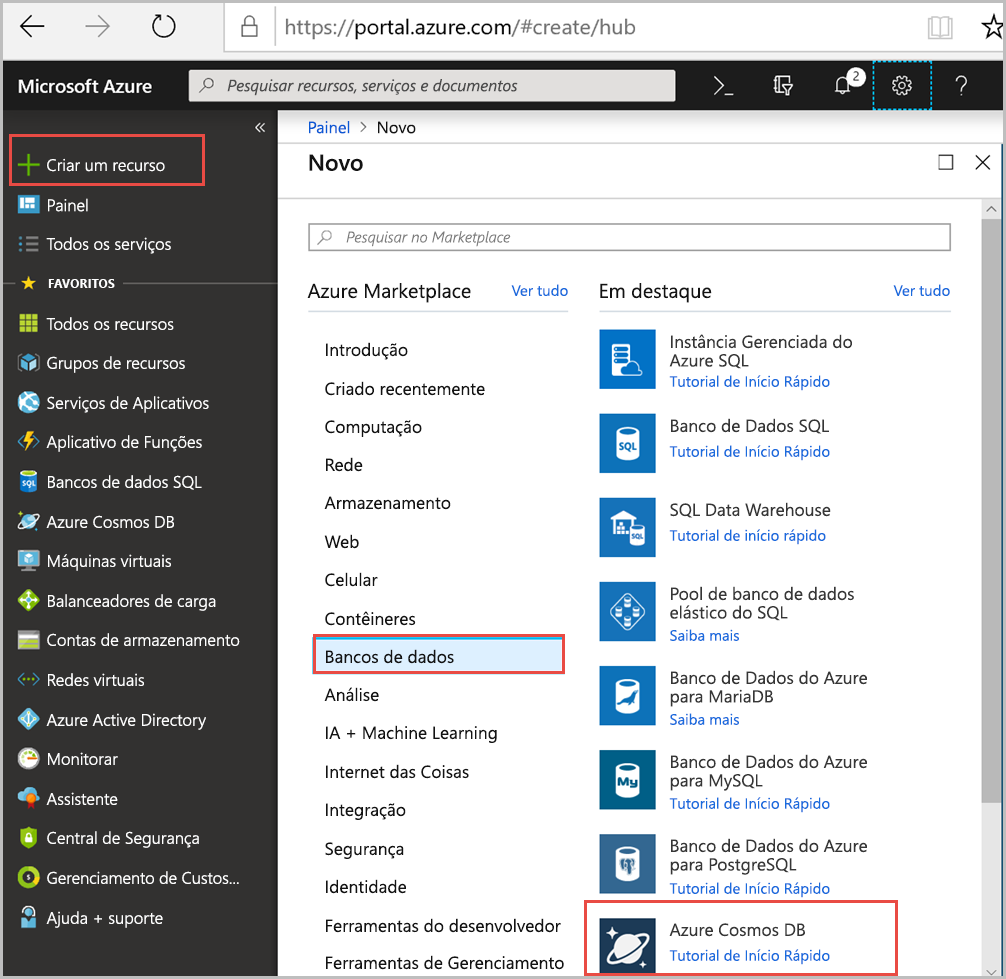 https://portal.azure.com/#create/hub
Microsoft Azure
Pesquisar recursos, serviços e documentos
2
?
«
Criar um recurso
Painel
Todos os serviços
FAVORITOS
Todos os recursos
Grupos de recursos
Serviços de Aplicativos
Aplicativo de Funções
SQL
Bancos de dados SQL
Azure Cosmos DB
Máquinas virtuais
Balanceadores de carga
Contas de armazenamento
Redes virtuais
Azure Active Directory
Monitorar
Assistente
Central de Segurança
Gerenciamento de Custos...
Ajuda + suporte
Painel > Novo
Novo
Pesquisar no Marketplace
Azure Marketplace
Ver tudo
Introdução
Criado recentemente
Computação
Rede
Armazenamento
Web
Celular
Contêineres
Bancos de dados
Análise
IA + Machine Learning
Internet das Coisas
Integração
Segurança
Identidade
Ferramentas do desenvolvedor
Ferramentas de Gerenciamento
Em destaque
Ver tudo
Instância Gerenciada do
Azure SQL
Tutorial de Início Rápido
SQL
Banco de Dados SQL
Tutorial de Início Rápido
SQL
SQL Data Warehouse
Tutorial de início rápido
Pool de banco de dados
elástico do SQL
Saiba mais
Banco de Dados do Azure
para MariaDB
Saiba mais
My
Banco de Dados do Azure
para MySQL
Tutorial de Início Rápido
Banco de Dados do Azure
para PostgreSQL
Tutorial de Início Rápido
Azure Cosmos DB
Tutorial de Início Rápido